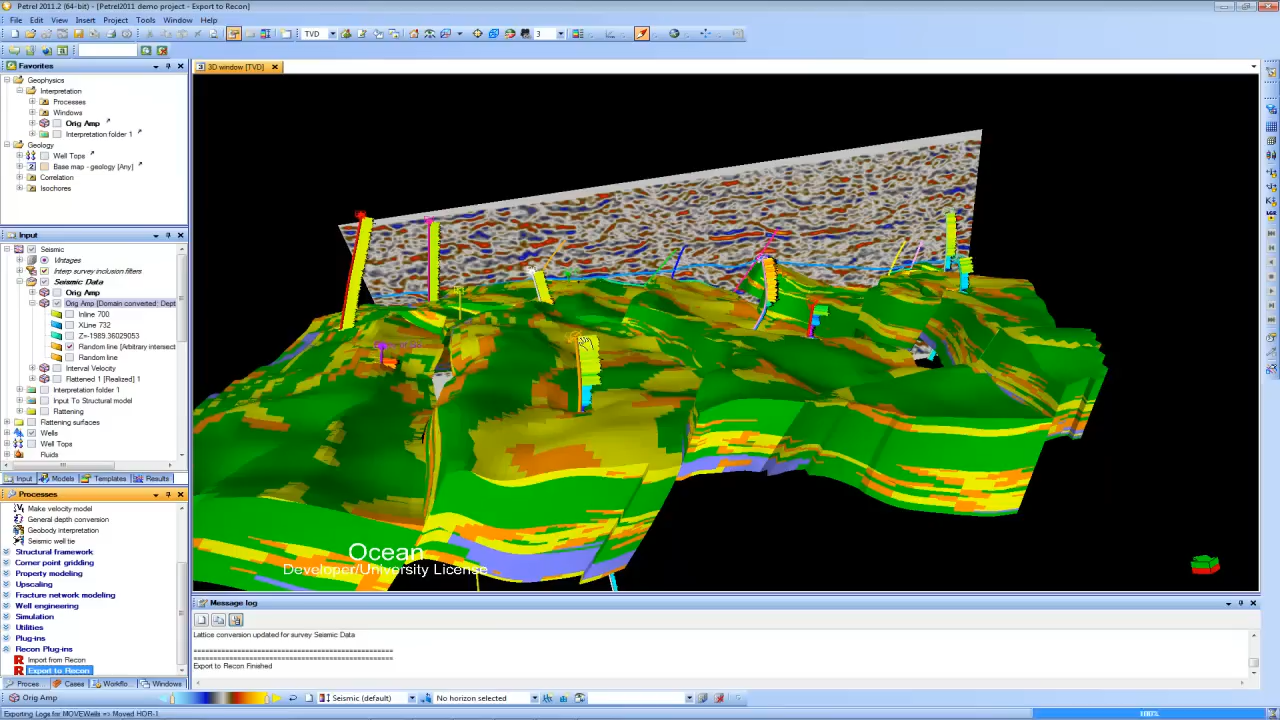 Petrel 2011.2 (64-bit) - [Petrel2011 demo project - Export to Recon]
File Edit View Insert Project Tools Window Help
TVD
3
Favorites
3D window [TVD]
Geophysics
Interpretation
Processes
Windows
Orig Amp
Interpretation folder 1
Geology
Well Tops
Base map - geology [Any]
Correlation
Isochores
Input
Seismic
Vintages
Interp survey inclusion filters
Seismic Data
Orig Amp
Orig Amp [Domain converted: Dept
Inline 700
XLine 732
Z=-1989.36029053
Random line [Arbitrary intersect
Random line
Interval Velocity
Flattened 1 [Realized] 1
Interpretation folder 1
Input To Structural model
Flattening
Flattening surfaces
Wells
Well Tops
Fluids
Input Models Templates Results
Processes
Make velocity model
General depth conversion
Geobody interpretation
Seismic well tie
Structural framework
Corner point gridding
Property modeling
Upscaling
Fracture network modeling
Well engineering
Simulation
Utilities
Plug-ins
Recon Plug-ins
Import from Recon
Export to Recon
Proces... Cases Workflo... Windows
Ocean
Developer/University License
Message log
Lattice conversion updated for survey Seismic Data
==================================================
==================================================
Export to Recon Finished
Orig Amp
Seismic (default)
No horizon selected
Exporting Logs for MOVEWells => Moved HOR-1
100%